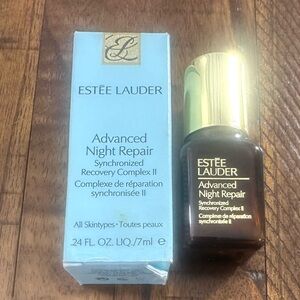 ESTĒE LAUDER
Advanced
Night Repair
Synchronized
Recovery Complex II
Complexe de réparation
synchronisée II
All Skintypes • Toutes peaux
.24 FL. OZ. LIQ./7ml ℮
ESTĒE
LAUDER
Advanced
Night Repair
Synchronized
Recovery Complex II
Complexe de réparation
synchronisée II